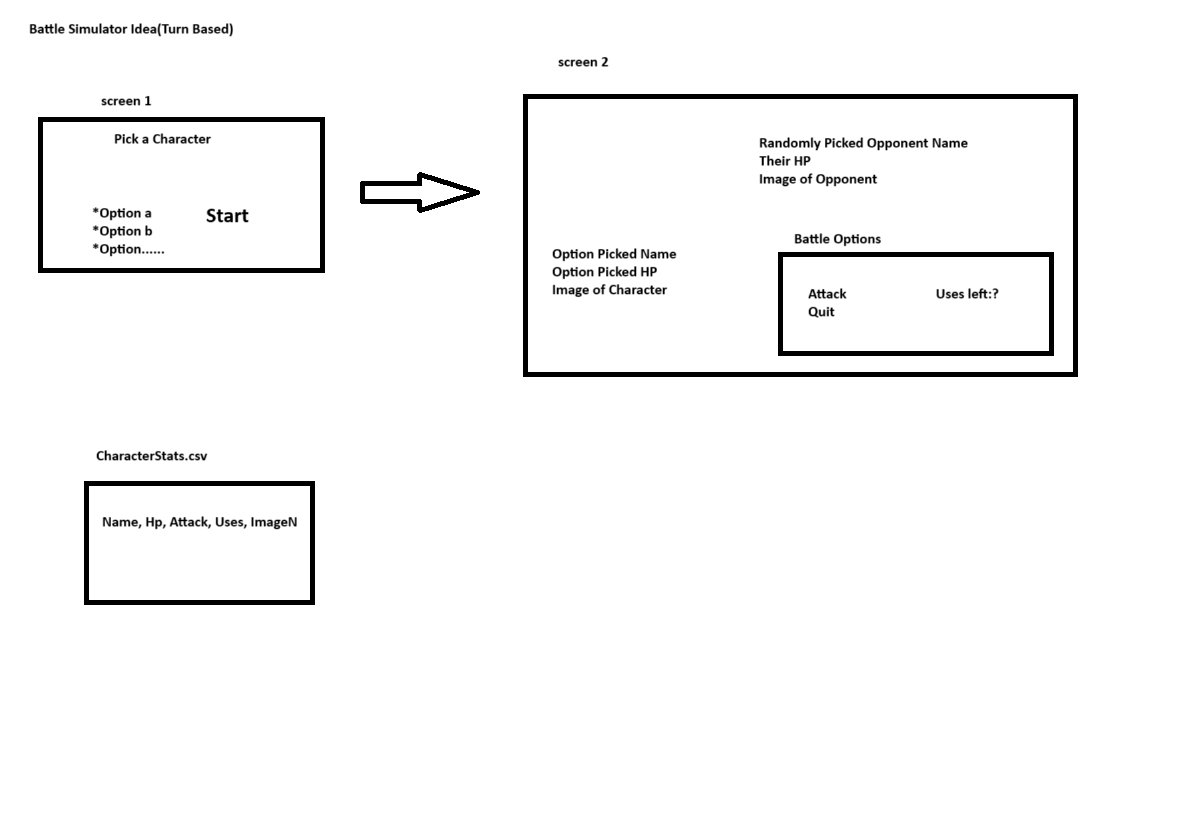 Battle Simulator Idea(Turn Based)
screen 1
Pick a Character
*Option a
*Option b
*Option......
Start
screen 2
Randomly Picked Opponent Name
Their HP
Image of Opponent
Option Picked Name
Option Picked HP
Image of Character
Battle Options
Attack
Quit
Uses left:?
CharacterStats.csv
Name, Hp, Attack, Uses, ImageN